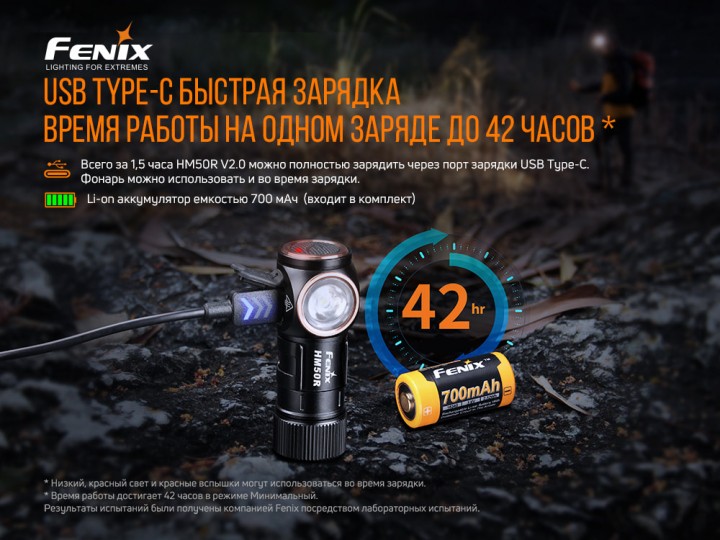 FENIX
LIGHTING FOR EXTREMES
USB TYPE-C БЫСТРАЯ ЗАРЯДКА
ВРЕМЯ РАБОТЫ НА ОДНОМ ЗАРЯДЕ ДО 42 ЧАСОВ *
Всего за 1,5 часа HM50R V2.0 можно полностью зарядить через порт зарядки USB Type-C.
Фонарь можно использовать и во время зарядки.
Li-on аккумулятор емкостью 700 мАч (входит в комплект)
42hr
FENIX
HM50R
FENIX
700mAh
* Низкий, красный свет и красные вспышки могут использоваться во время зарядки.
* Время работы достигает 42 часов в режиме Минимальный.
Результаты испытаний были получены компанией Fenix посредством лабораторных испытаний.